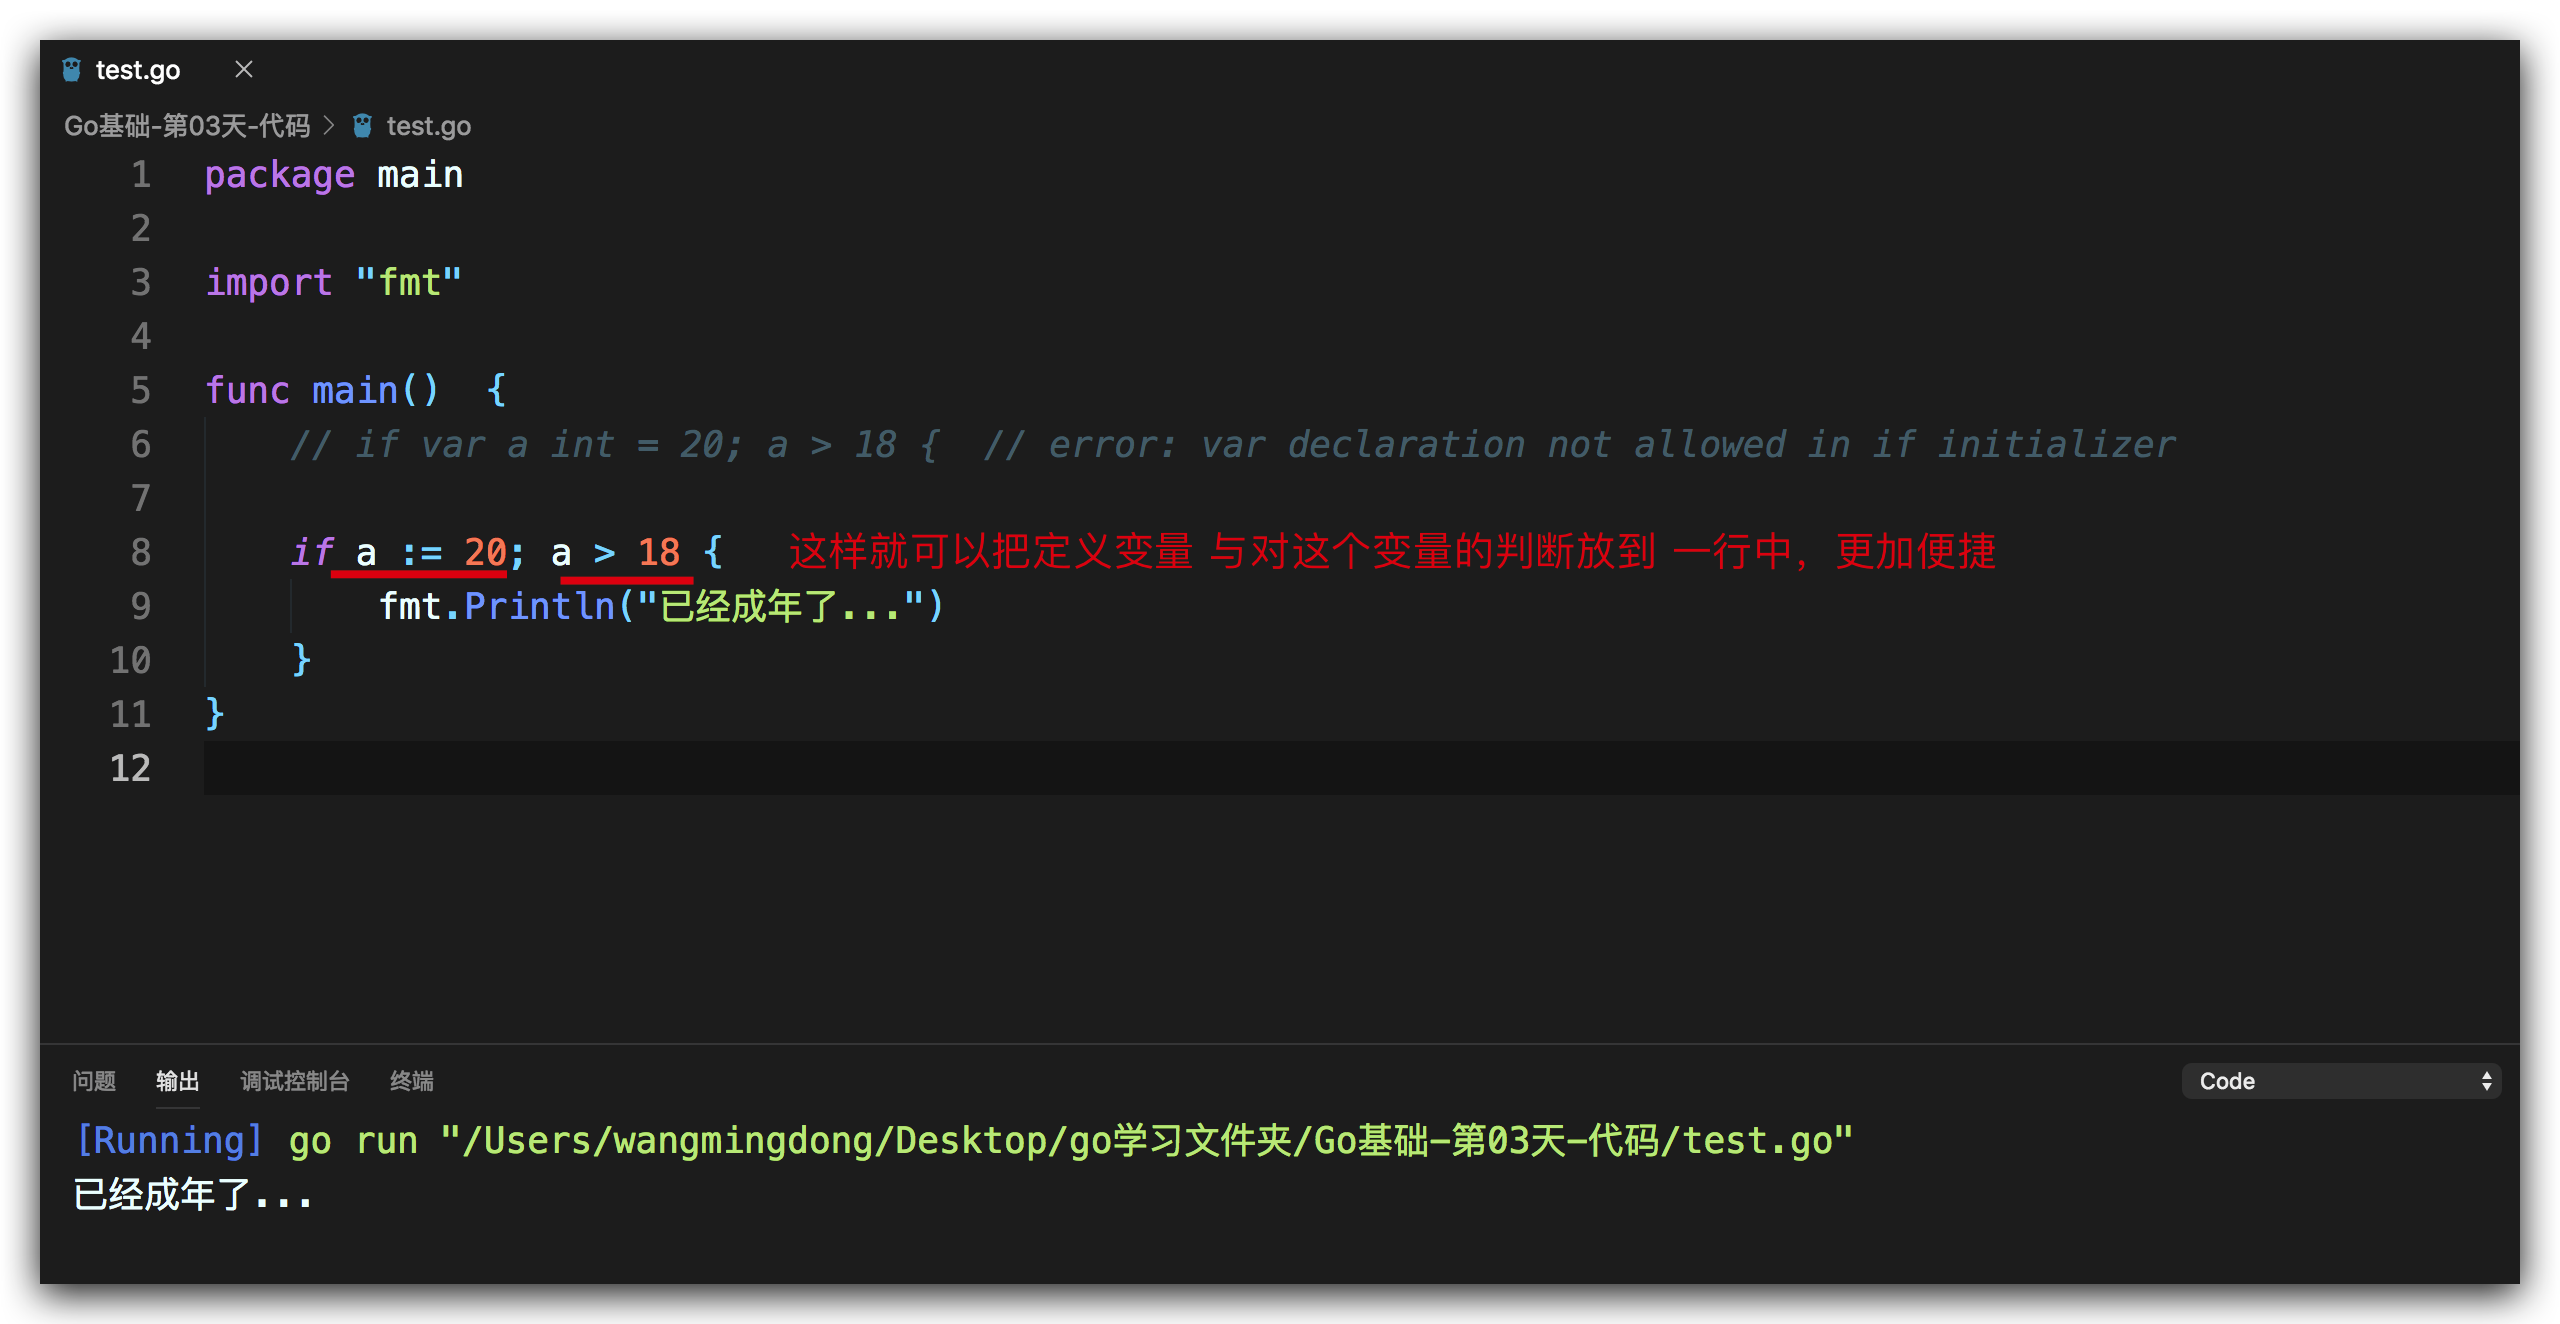 test.go
Go基础-第03天-代码 > test.go
1 package main
2
3 import "fmt"
4
5 func main()  {
6 // if var a int = 20; a > 18 {  // error: var declaration not allowed in if initializer
7
8 if a := 20; a > 18 { 这样就可以把定义变量 与对这个变量的判断放到 一行中，更加便捷
9 fmt.Println("已经成年了...")
10 }
11 }
12
问题 输出 调试控制台 终端 Code
[Running] go run "/Users/wangmingdong/Desktop/go学习文件夹/Go基础-第03天-代码/test.go"
已经成年了...